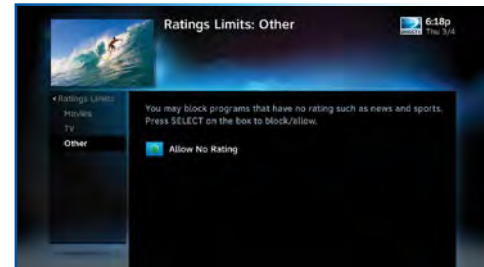 Ratings Limits: Other
DIRECTV
6:18p
Thu 3/4
Ratings Limits
Movies
TV
Other
You may block programs that have no rating such as news and sports.
Press SELECT on the box to block/allow.
Allow No Rating